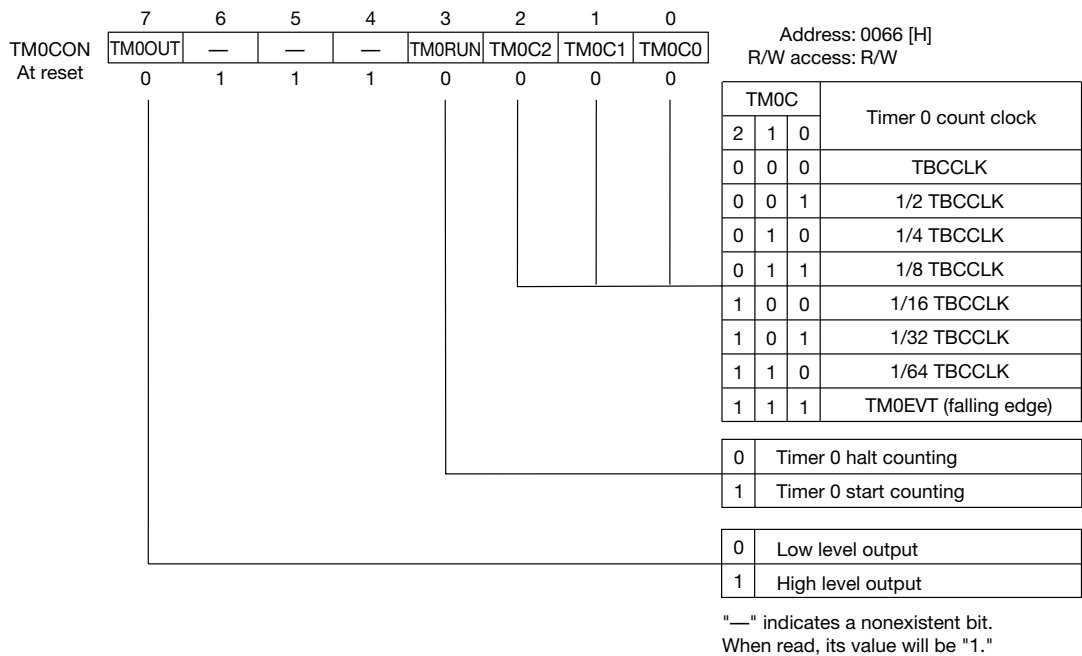 7 6 5 4 3 2 1 0
TM0CON TM0OUT — — — TM0RUN TM0C2 TM0C1 TM0C0
At reset 0 1 1 1 0 0 0 0
Address: 0066 [H]
R/W access: R/W
TM0C Timer 0 count clock
2 1 0
0 0 0 TBCCLK
0 0 1 1/2 TBCCLK
0 1 0 1/4 TBCCLK
0 1 1 1/8 TBCCLK
1 0 0 1/16 TBCCLK
1 0 1 1/32 TBCCLK
1 1 0 1/64 TBCCLK
1 1 1 TM0EVT (falling edge)
0 Timer 0 halt counting
1 Timer 0 start counting
0 Low level output
1 High level output
"—" indicates a nonexistent bit.
When read, its value will be "1."